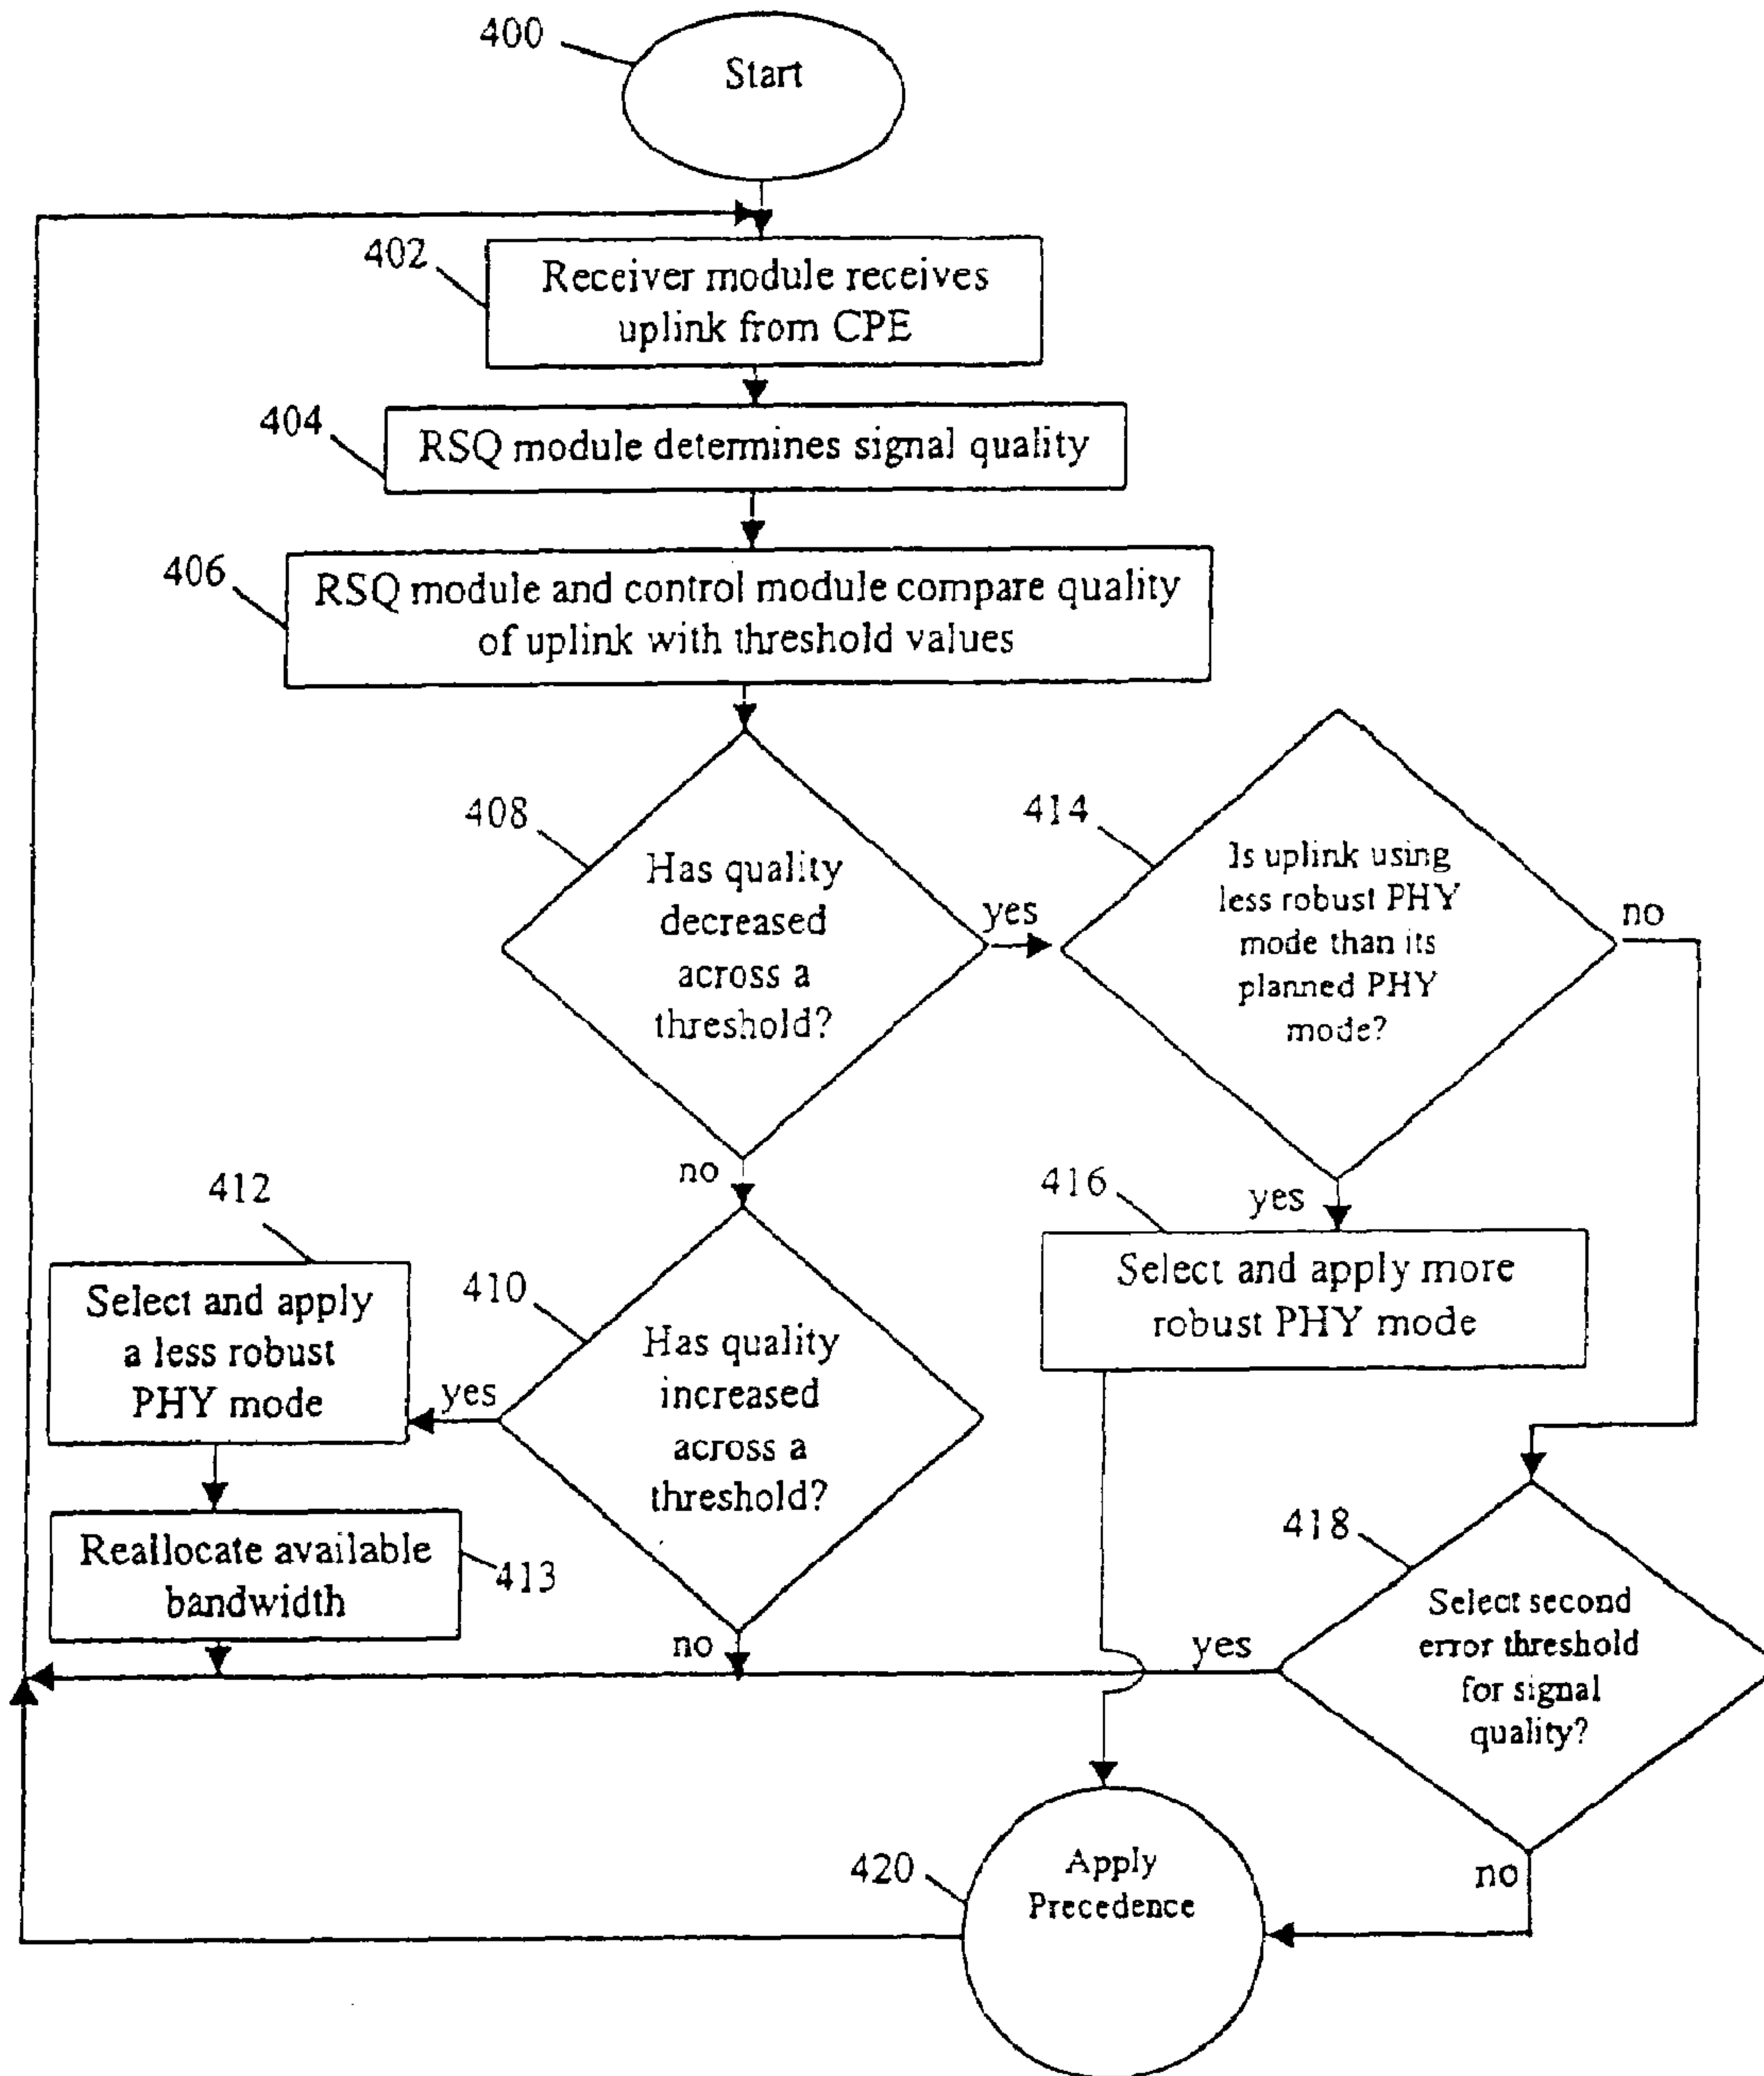 400
Start
402
Receiver module receives
uplink from CPE
404
RSQ module determines signal quality
406
RSQ module and control module compare quality
of uplink with threshold values
408
Has quality
decreased
across a
threshold?
yes
no
414
Is uplink using
less robust PHY
mode than its
planned PHY
mode?
no
yes
412
Select and apply
a less robust
PHY mode
410
Has quality
increased
across a
threshold?
yes
no
416
Select and apply more
robust PHY mode
Reallocate available
bandwidth
413
418
Select second
error threshold
for signal
quality?
yes
no
420
Apply
Precedence